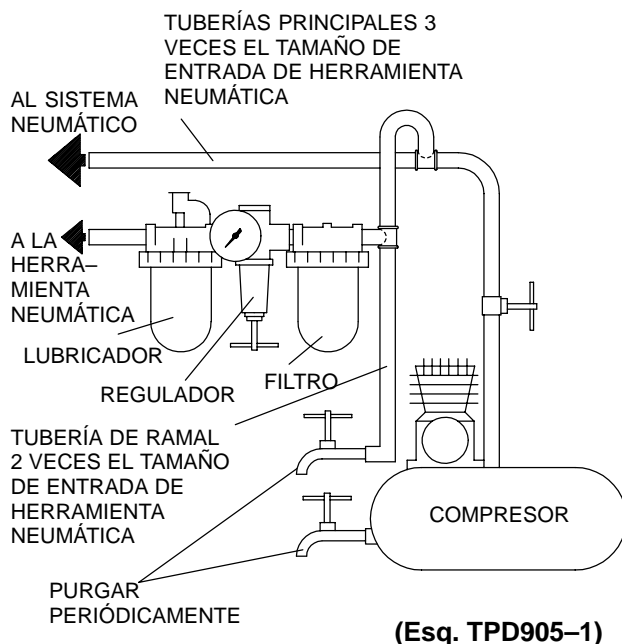 TUBERÍAS PRINCIPALES 3
VECES EL TAMAÑO DE
ENTRADA DE HERRAMIENTA
NEUMÁTICA
AL SISTEMA
NEUMÁTICO
A LA
HERRA–
MIENTA
NEUMÁTICA
LUBRICADOR
REGULADOR
FILTRO
TUBERÍA DE RAMAL
2 VECES EL TAMAÑO
DE ENTRADA DE
HERRAMIENTA
NEUMÁTICA
COMPRESOR
PURGAR
PERIÓDICAMENTE
(Esq. TPD905–1)